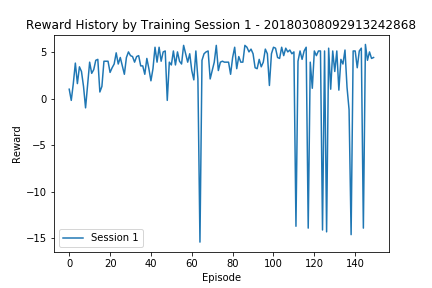 Reward History by Training Session 1 - 20180308092913242868
Reward
5
0
−5
−10
−15
Session 1
0 20 40 60 80 100 120 140
Episode